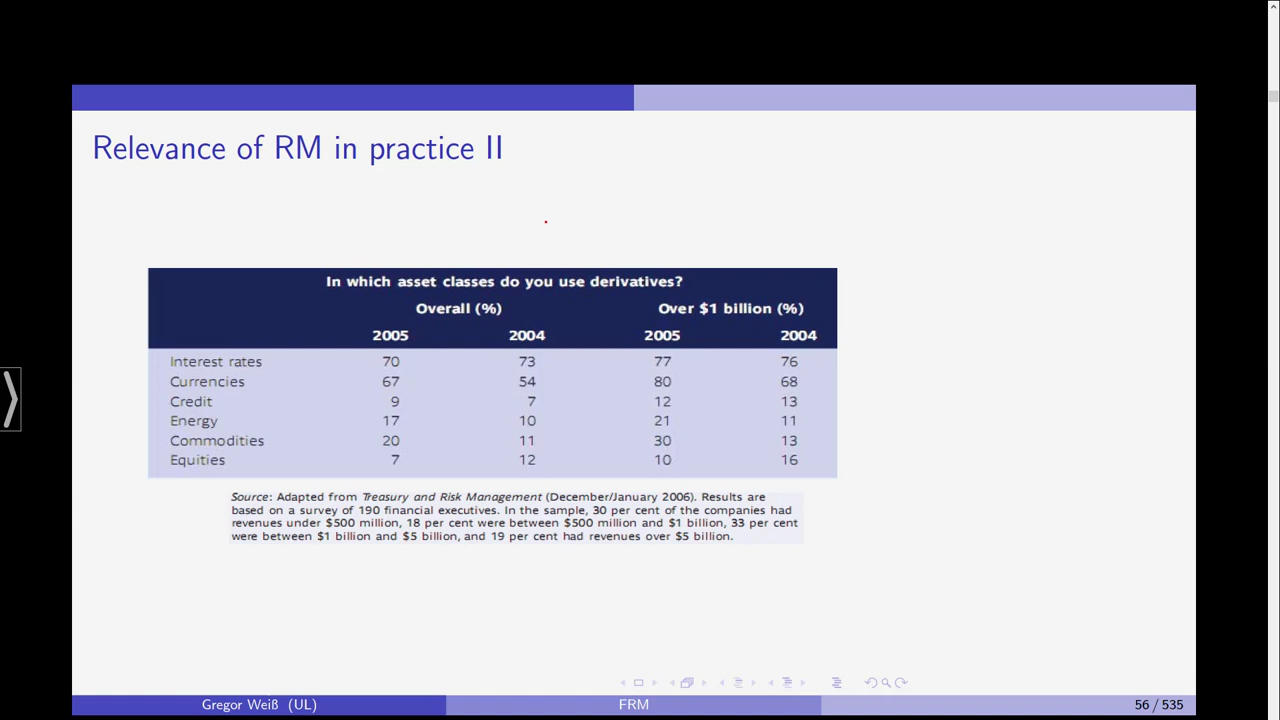 Relevance of RM in practice II
In which asset classes do you use derivatives?
Overall (%) Over $1 billion (%)
2005 2004 2005 2004
Interest rates 70 73 77 76
Currencies 67 54 80 68
Credit 9 7 12 13
Energy 17 10 21 11
Commodities 20 11 30 13
Equities 7 12 10 16
Source: Adapted from Treasury and Risk Management (December/January 2006). Results are
based on a survey of 190 financial executives. In the sample, 30 per cent of the companies had
revenues under $500 million, 18 per cent were between $500 million and $1 billion, 33 per cent
were between $1 billion and $5 billion, and 19 per cent had revenues over $5 billion.
Gregor Weiß (UL) FRM 56 / 535